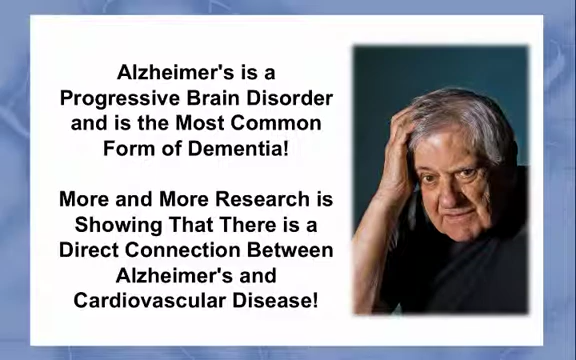 Alzheimer's is a
Progressive Brain Disorder
and is the Most Common
Form of Dementia!
More and More Research is
Showing That There is a
Direct Connection Between
Alzheimer's and
Cardiovascular Disease!